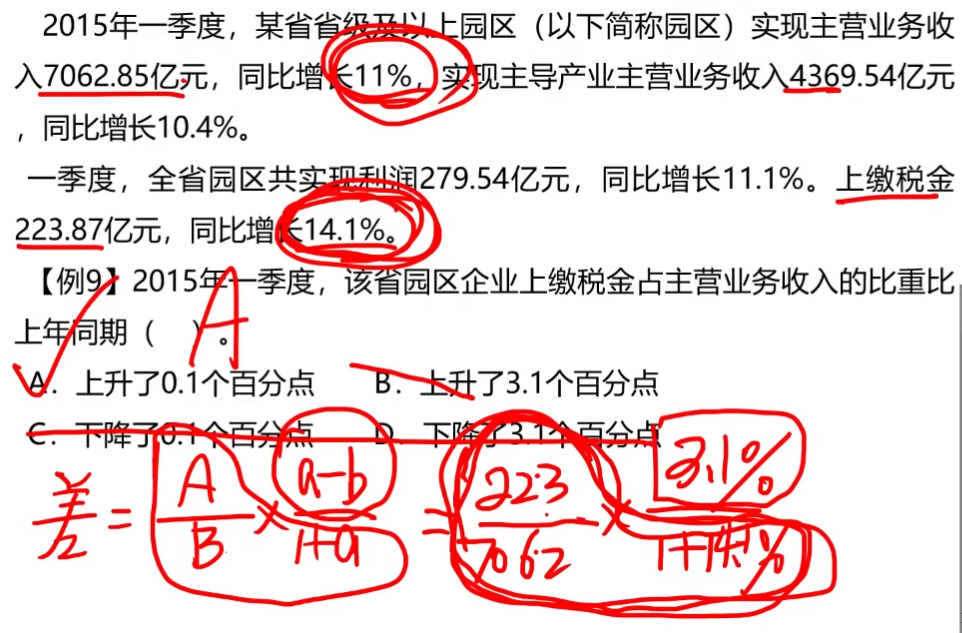 2015年一季度，某省省级及以上园区（以下简称园区）实现主营业务收
入7062.85亿元，同比增长11%，实现主导产业主营业务收入4369.54亿元
，同比增长10.4%。
一季度，全省园区共实现利润279.54亿元，同比增长11.1%。上缴税金
223.87亿元，同比增长14.1%。
【例9】2015年一季度，该省园区企业上缴税金占主营业务收入的比重比
上年同期（ ）。 A
A．上升了0.1个百分点 B．上升了3.1个百分点
C．下降了0.1个百分点 D．下降了3.1个百分点
差 = A/B × a-b/1+a = 223/7062 × 3.1%/1+14.1%